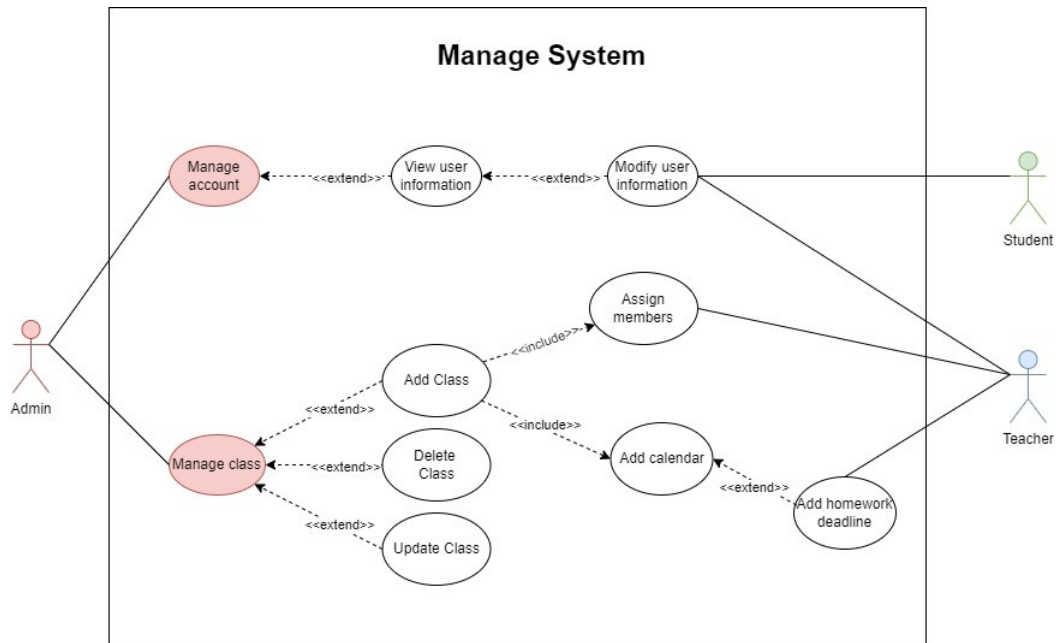 Manage System
Manage
account
<<extend>>
View user
information
<<extend>>
Modify user
information
Student
Assign
members
<<include>>
Admin
Add Class
<<extend>>
<<include>>
Teacher
Manage class
<<extend>>
Delete
Class
Add calendar
<<extend>>
Add homework
deadline
<<extend>>
Update Class